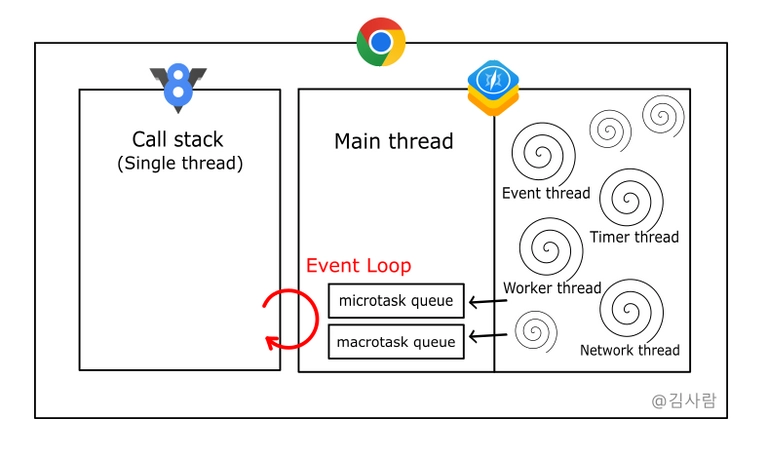 Call stack
(Single thread)
Main thread
Event Loop
microtask queue
macrotask queue
Event thread
Timer thread
Worker thread
Network thread
@김사람